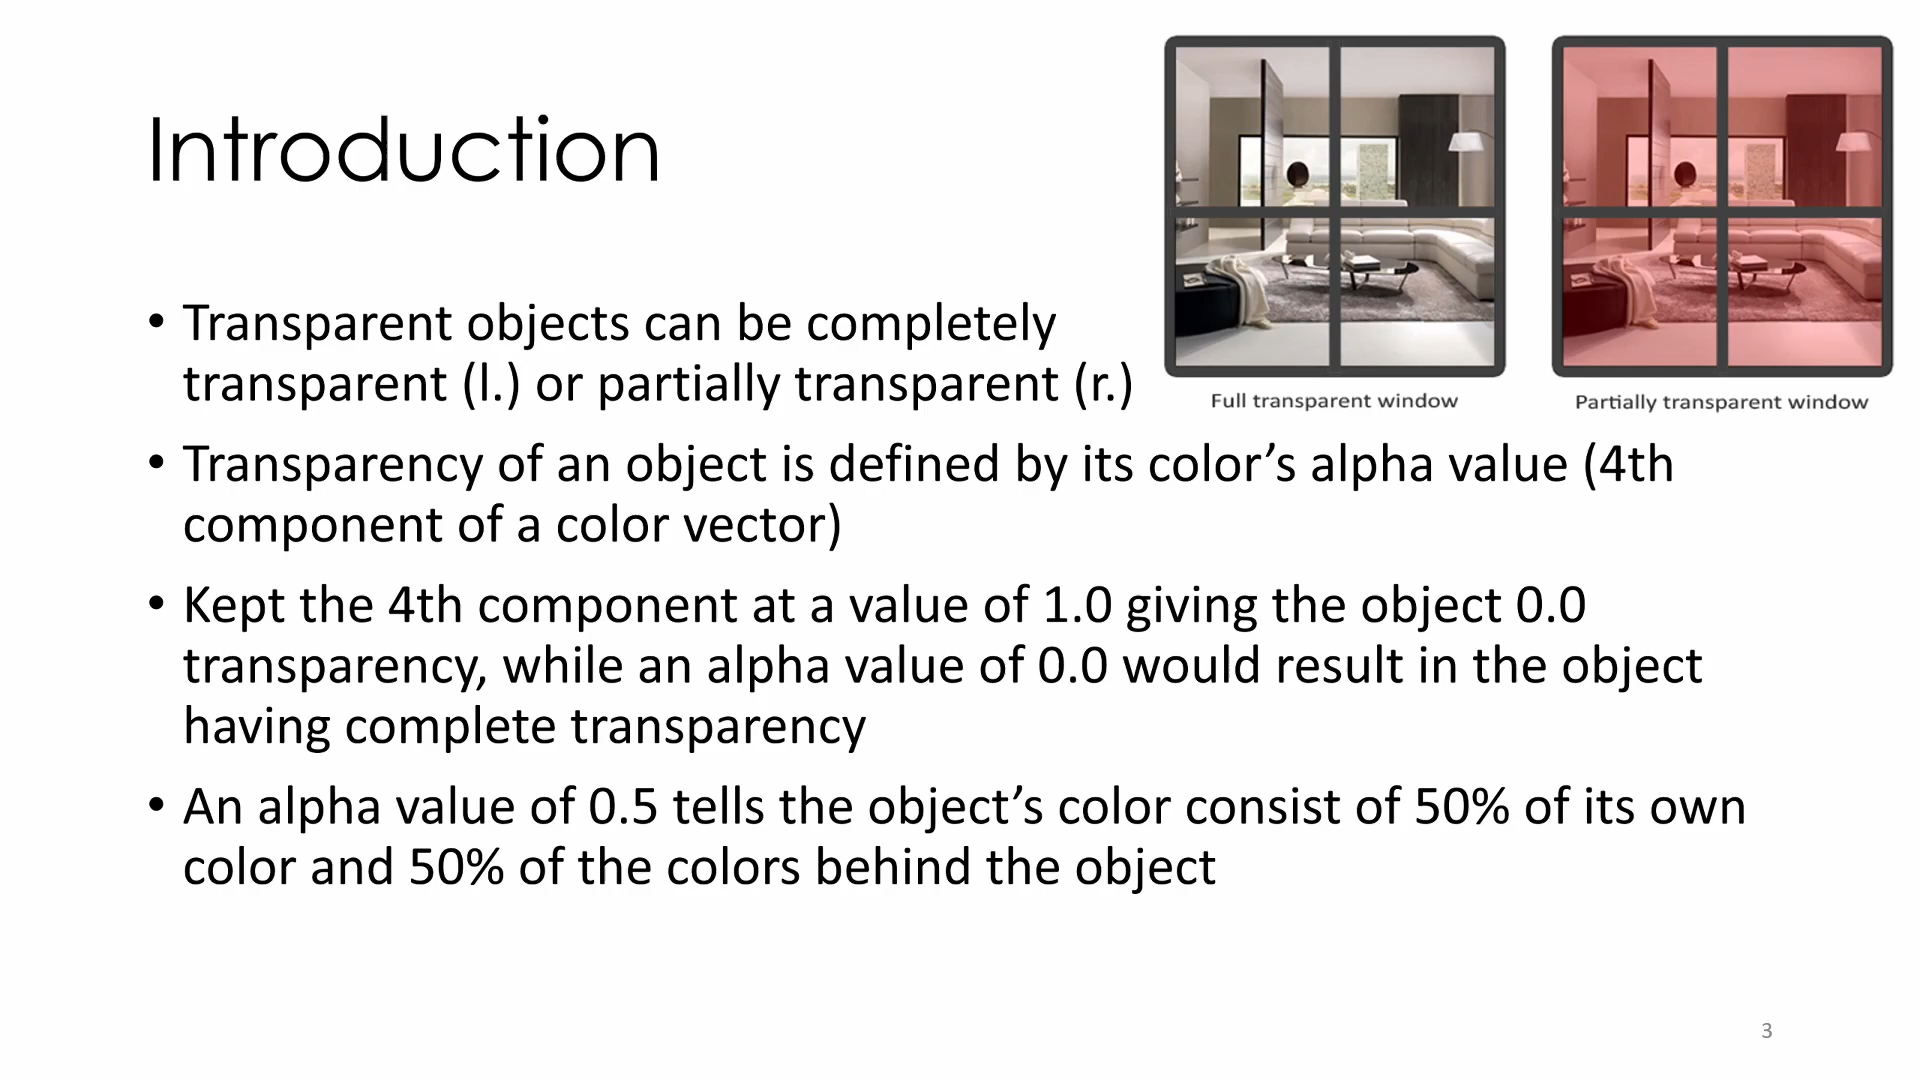 Introduction
Full transparent window
Partially transparent window
• Transparent objects can be completely
transparent (l.) or partially transparent (r.)
• Transparency of an object is defined by its color’s alpha value (4th
component of a color vector)
• Kept the 4th component at a value of 1.0 giving the object 0.0
transparency, while an alpha value of 0.0 would result in the object
having complete transparency
• An alpha value of 0.5 tells the object’s color consist of 50% of its own
color and 50% of the colors behind the object
3